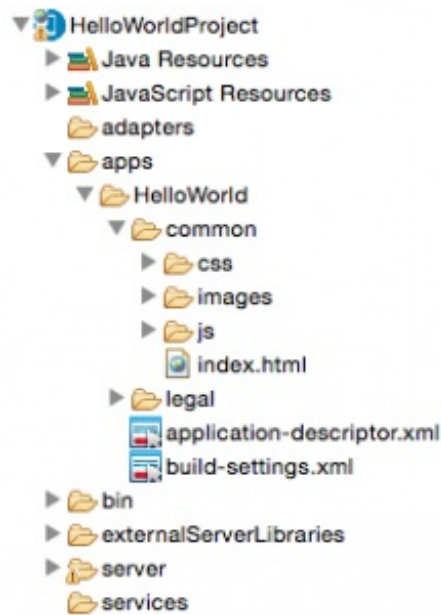 HelloWorldProject
Java Resources
JavaScript Resources
adapters
apps
HelloWorld
common
css
images
js
index.html
legal
application-descriptor.xml
build-settings.xml
bin
externalServerLibraries
server
services